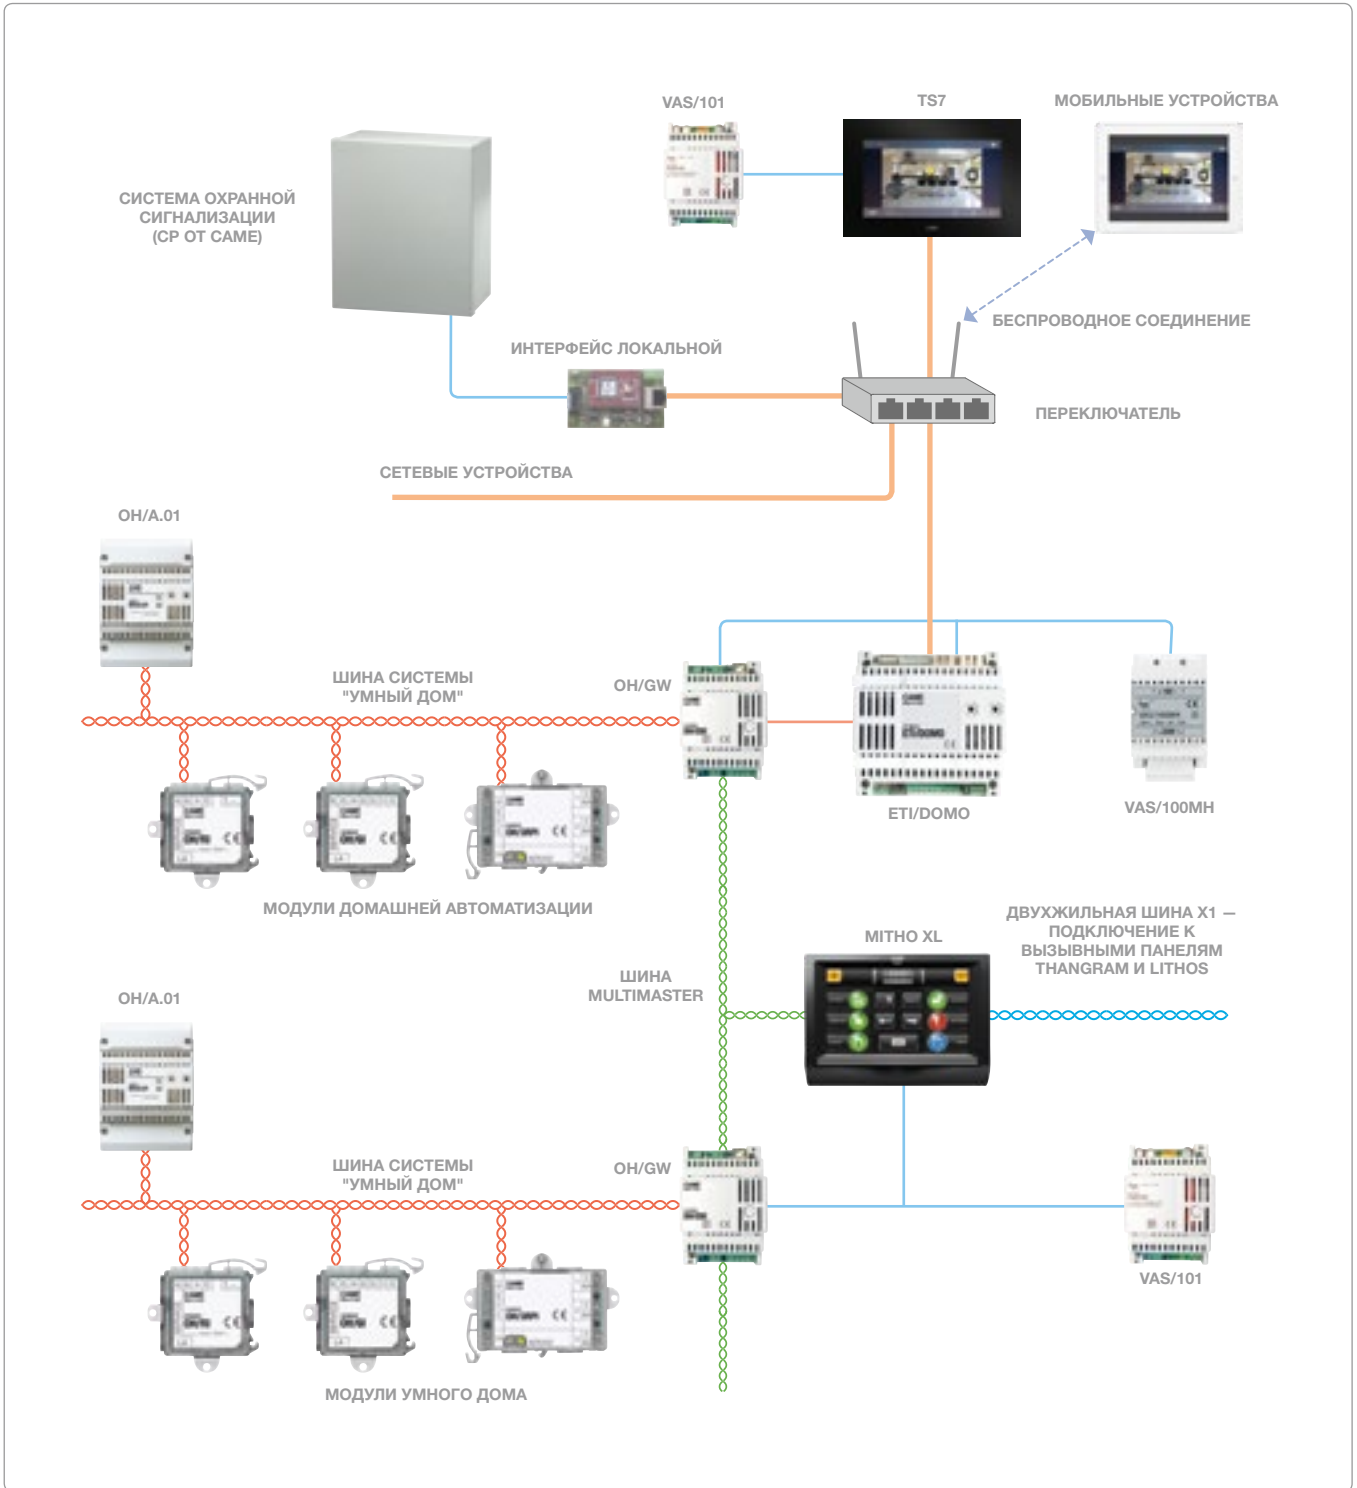 VAS/101
TS7
МОБИЛЬНЫЕ УСТРОЙСТВА
СИСТЕМА ОХРАННОЙ
СИГНАЛИЗАЦИИ
(CP ОТ CAME)
БЕСПРОВОДНОЕ СОЕДИНЕНИЕ
ИНТЕРФЕЙС ЛОКАЛЬНОЙ
ПЕРЕКЛЮЧАТЕЛЬ
СЕТЕВЫЕ УСТРОЙСТВА
OH/A.01
ШИНА СИСТЕМЫ
"УМНЫЙ ДОМ"
OH/GW
ETI/DOMO
VAS/100MH
МОДУЛИ ДОМАШНЕЙ АВТОМАТИЗАЦИИ
ДВУХЖИЛЬНАЯ ШИНА X1 —
ПОДКЛЮЧЕНИЕ К
ВЫЗЫВНЫМИ ПАНЕЛЯМ
THANGRAM И LITHOS
MITHO XL
ШИНА
MULTIMASTER
OH/A.01
ШИНА СИСТЕМЫ
"УМНЫЙ ДОМ"
OH/GW
VAS/101
МОДУЛИ УМНОГО ДОМА